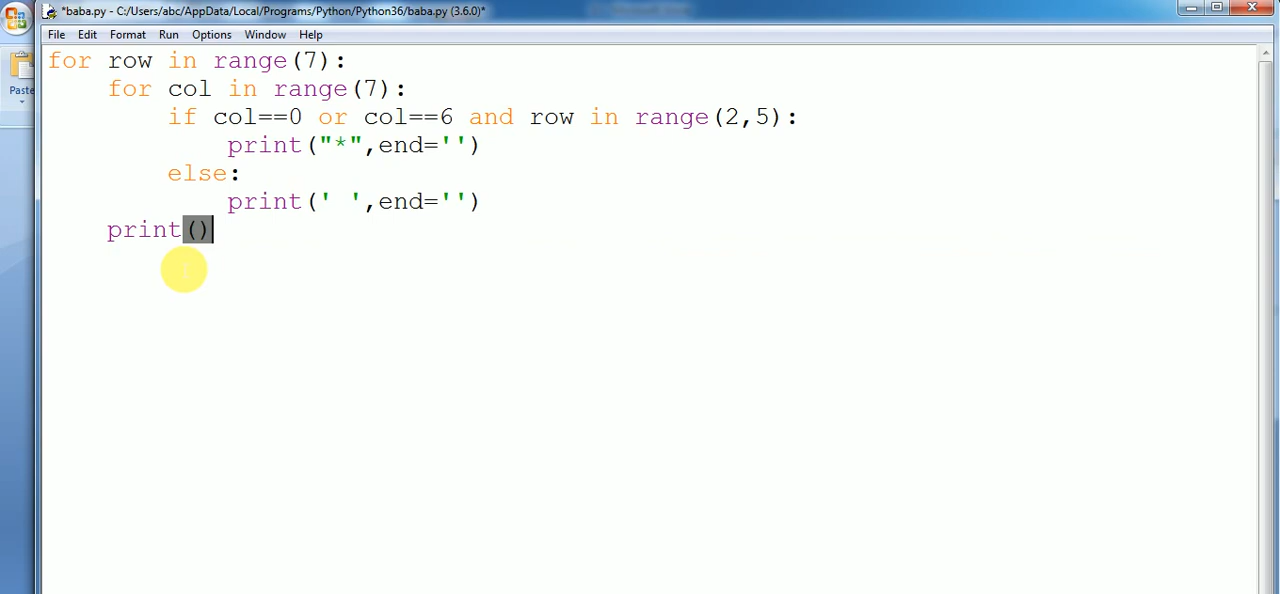 *baba.py - C:/Users/abc/AppData/Local/Programs/Python/Python36/baba.py (3.6.0)*
File Edit Format Run Options Window Help
Paste
for row in range(7):
    for col in range(7):
        if col==0 or col==6 and row in range(2,5):
            print("*",end='')
        else:
            print(' ',end='')
    print()